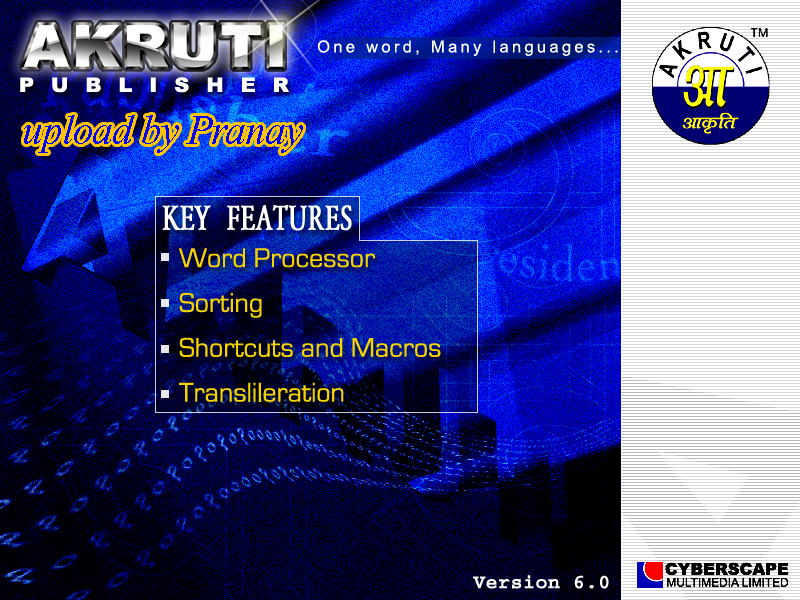 AKRUTI
PUBLISHER
One word, Many languages...
upload by Pranay
KEY FEATURES
Word Processor
Sorting
Shortcuts and Macros
Translileration
Version 6.0
AKRUTI
TM
आ
आकृति
CYBERSCAPE
MULTIMEDIA LIMITED